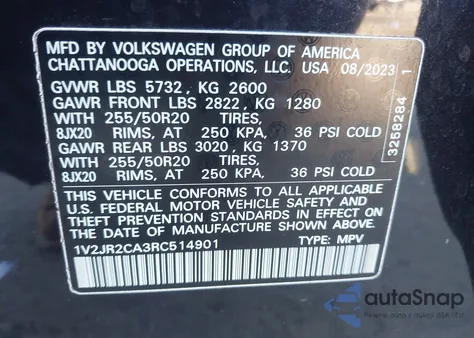 MFD BY VOLKSWAGEN GROUP OF AMERICA
CHATTANOOGA OPERATIONS, LLC. USA 08/2023
GVWR LBS 5732, KG 2600
GAWR FRONT LBS 2822, KG 1280
WITH 255/50R20 TIRES,
8JX20 RIMS, AT 250 KPA, 36 PSI COLD
GAWR REAR LBS 3020, KG 1370
WITH 255/50R20 TIRES,
8JX20 RIMS, AT 250 KPA, 36 PSI COLD
THIS VEHICLE CONFORMS TO ALL APPLICABLE
U.S. FEDERAL MOTOR VEHICLE SAFETY AND
THEFT PREVENTION STANDARDS IN EFFECT ON
THE DATE OF MANUFACTURE SHOWN ABOVE
1V2JR2CA3RC514901 TYPE: MPV
3258284 1
autoSnap